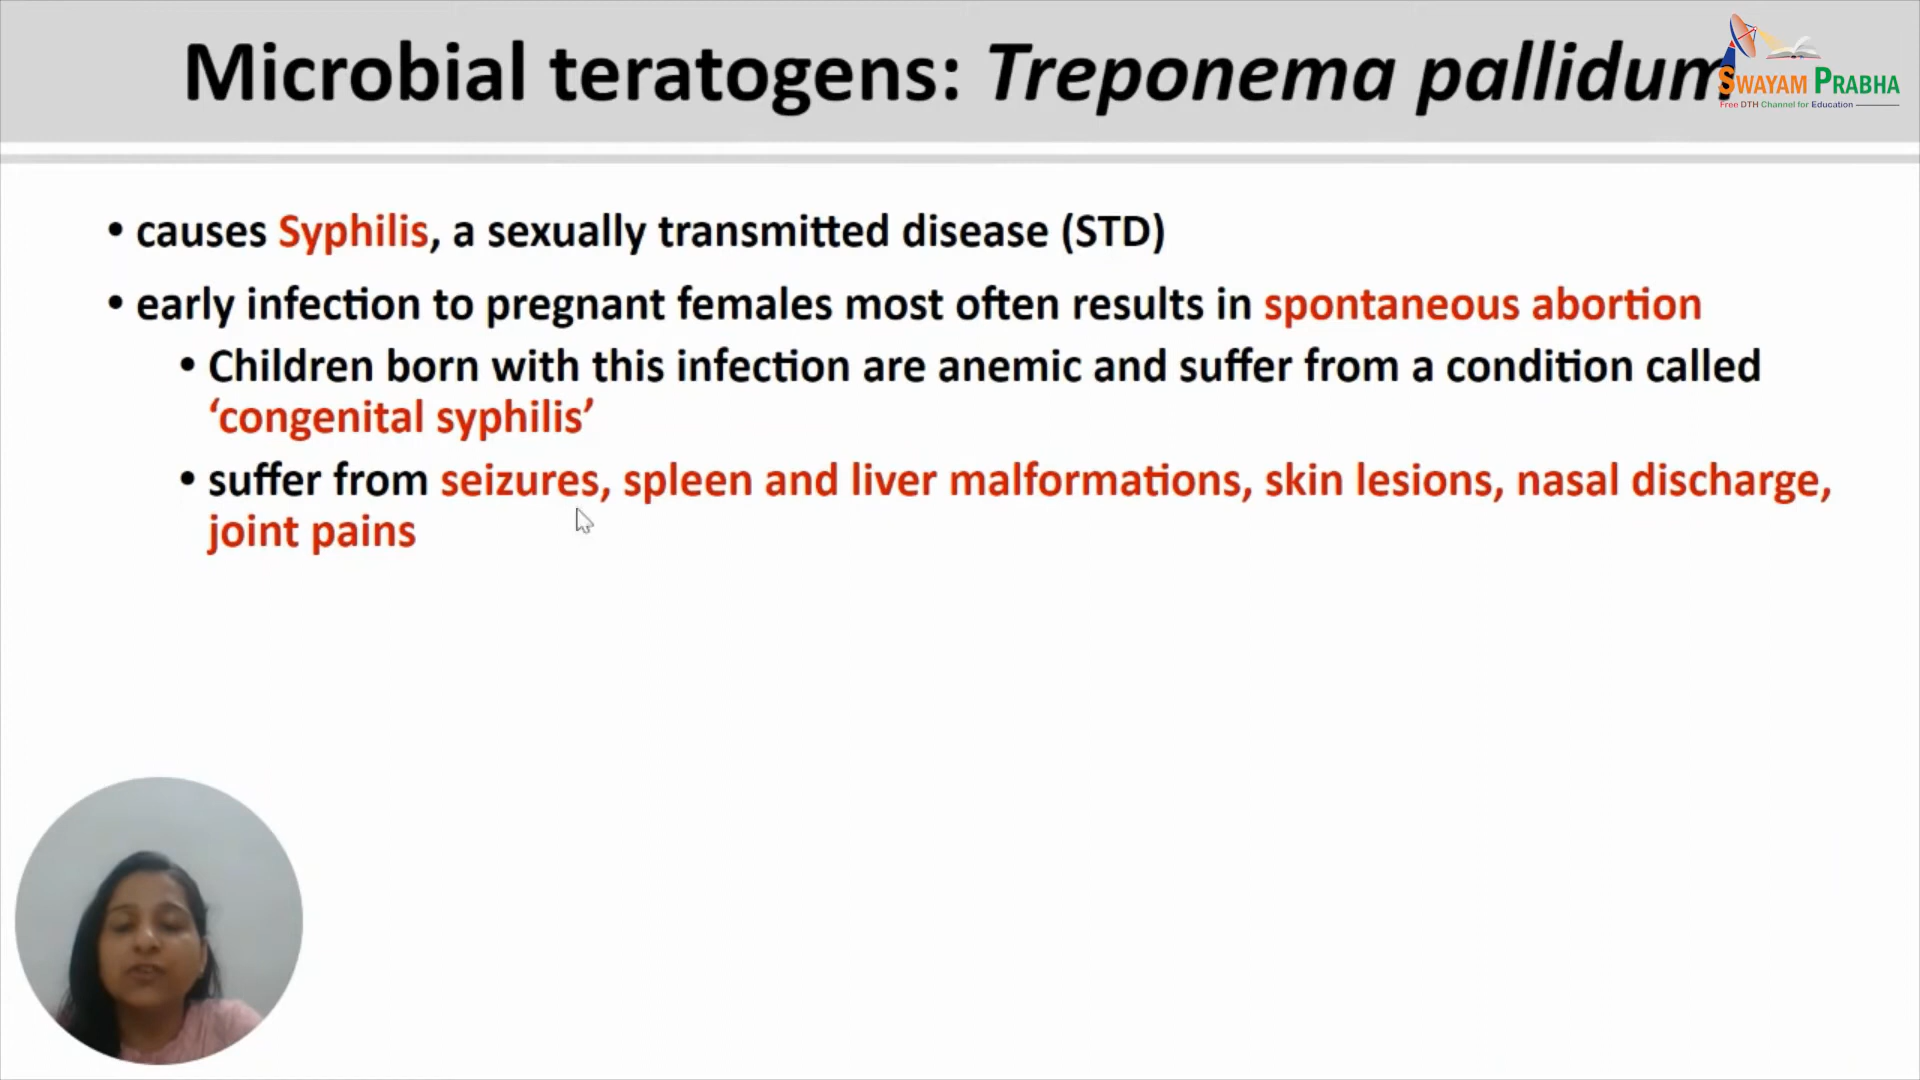 Microbial teratogens: Treponema pallidum
SWAYAM PRABHA
Free DTH Channel for Education
• causes Syphilis, a sexually transmitted disease (STD)
• early infection to pregnant females most often results in spontaneous abortion
• Children born with this infection are anemic and suffer from a condition called
‘congenital syphilis’
• suffer from seizures, spleen and liver malformations, skin lesions, nasal discharge,
joint pains